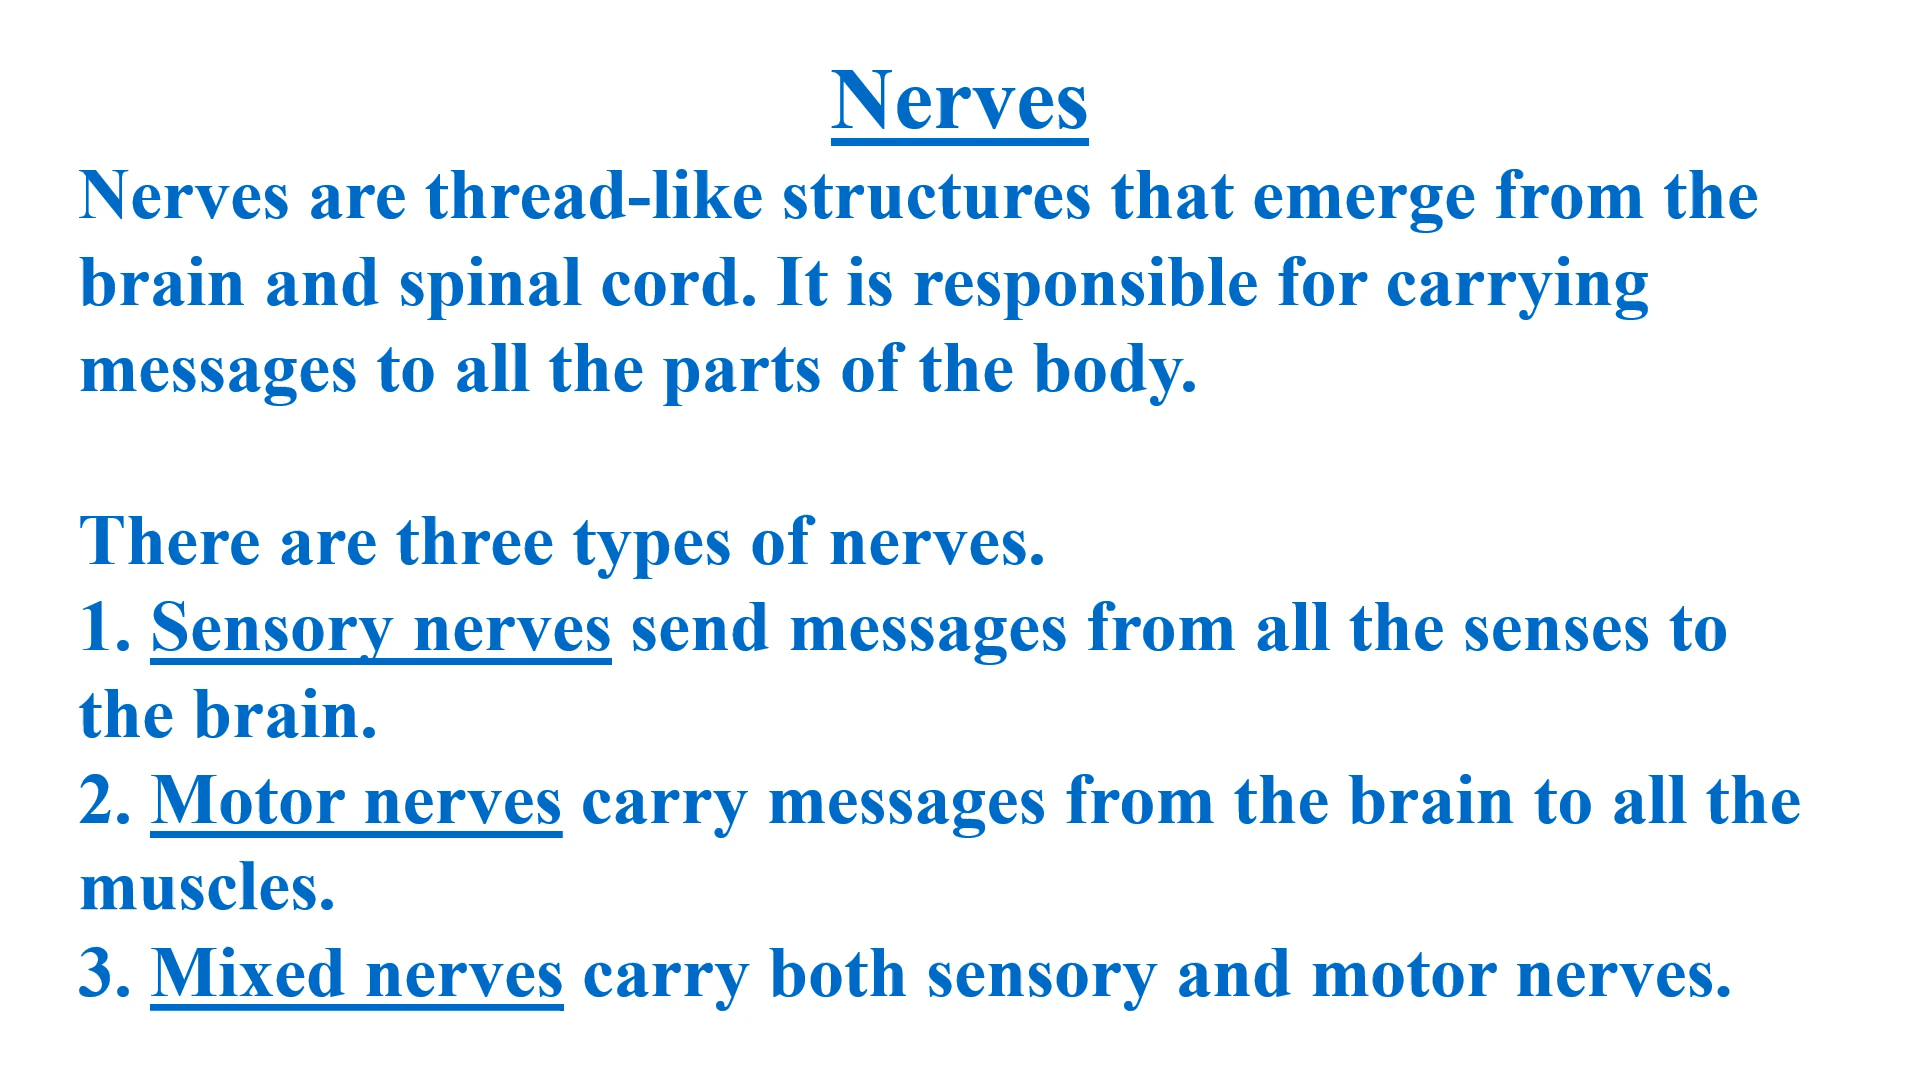 Nerves
Nerves are thread-like structures that emerge from the
brain and spinal cord. It is responsible for carrying
messages to all the parts of the body.
There are three types of nerves.
1. Sensory nerves send messages from all the senses to
the brain.
2. Motor nerves carry messages from the brain to all the
muscles.
3. Mixed nerves carry both sensory and motor nerves.